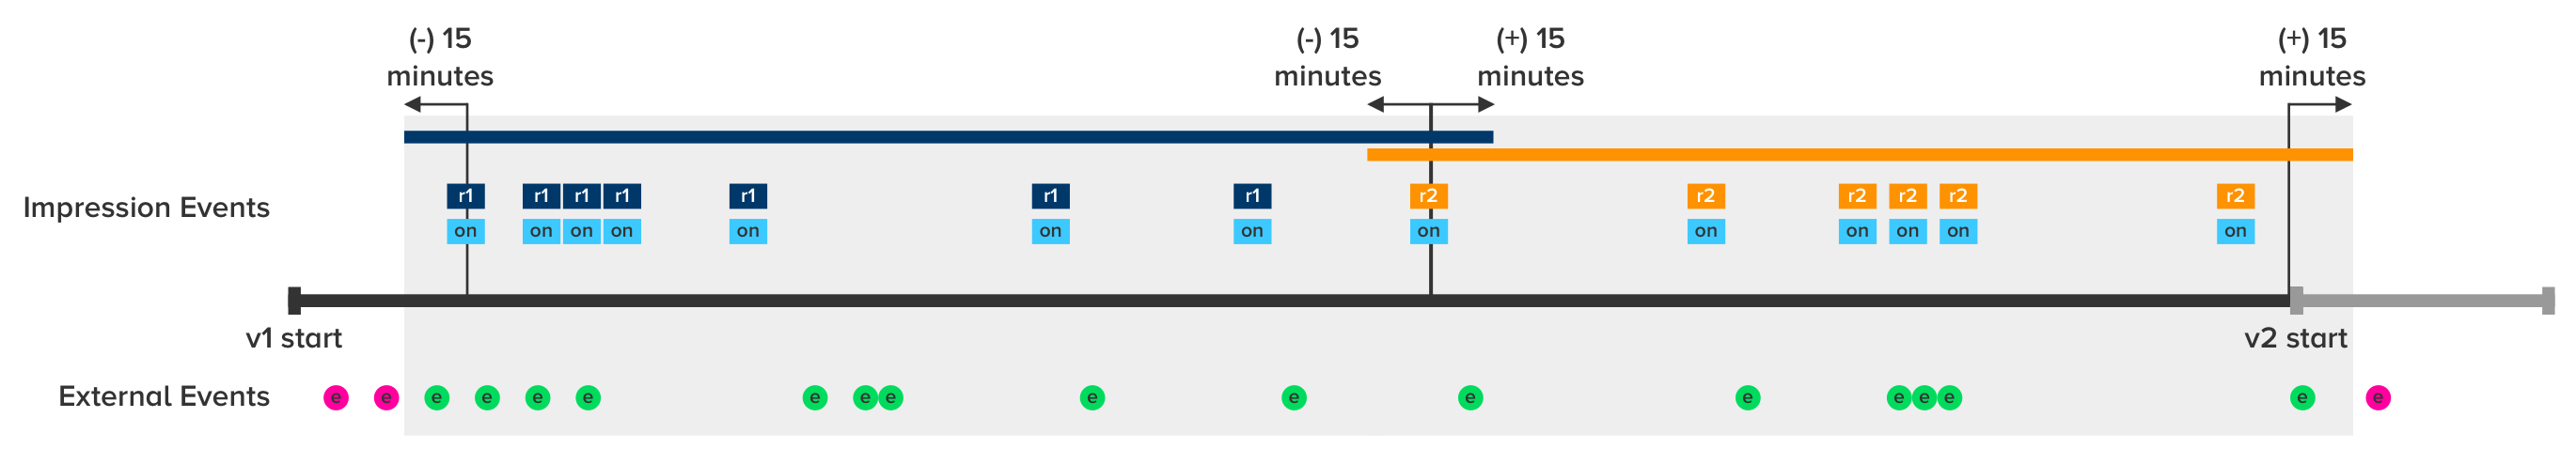 (-) 15 minutes
(-) 15 minutes
(+) 15 minutes
(+) 15 minutes
Impression Events
r1 r1 r1 r1 r1 r1 r1 r2 r2 r2 r2 r2 r2
on on on on on on on on on on on on on
v1 start
v2 start
External Events
e e e e e e e e e e e e e e e e e e